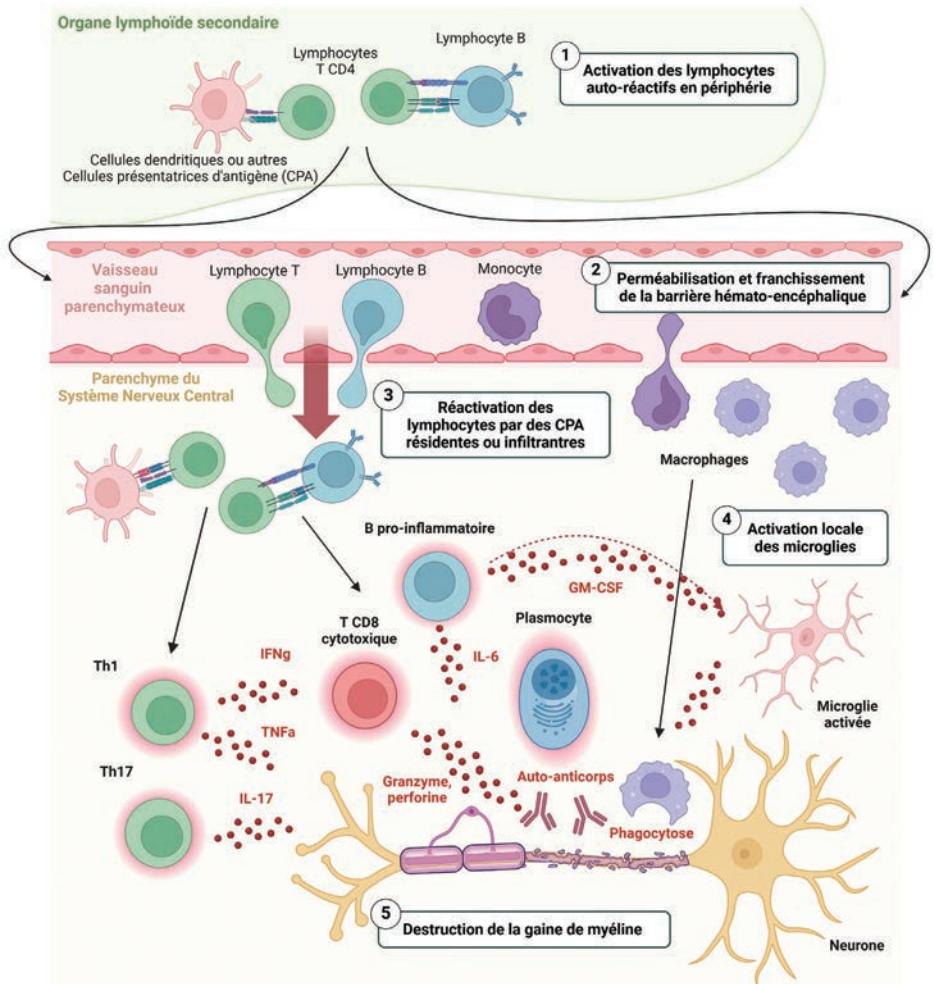 Organe lymphoïde secondaire
Lymphocytes
T CD4
Lymphocyte B
1
Activation des lymphocytes
auto-réactifs en périphérie
Cellules dendritiques ou autres
Cellules présentatrices d'antigène (CPA)
Vaisseau
sanguin
parenchymateux
Lymphocyte T
Lymphocyte B
Monocyte
2
Perméabilisation et franchissement
de la barrière hémato-encéphalique
Parenchyme du
Système Nerveux Central
3
Réactivation des
lymphocytes par des CPA
résidentes ou infiltrantres
Macrophages
4
Activation locale
des microglies
B pro-inflammatoire
GM-CSF
T CD8
cytotoxique
Plasmocyte
IL-6
Th1
IFNg
Microglie
activée
TNFa
Th17
IL-17
Granzyme,
perforine
Auto-anticorps
Phagocytose
5
Destruction de la gaine de myéline
Neurone